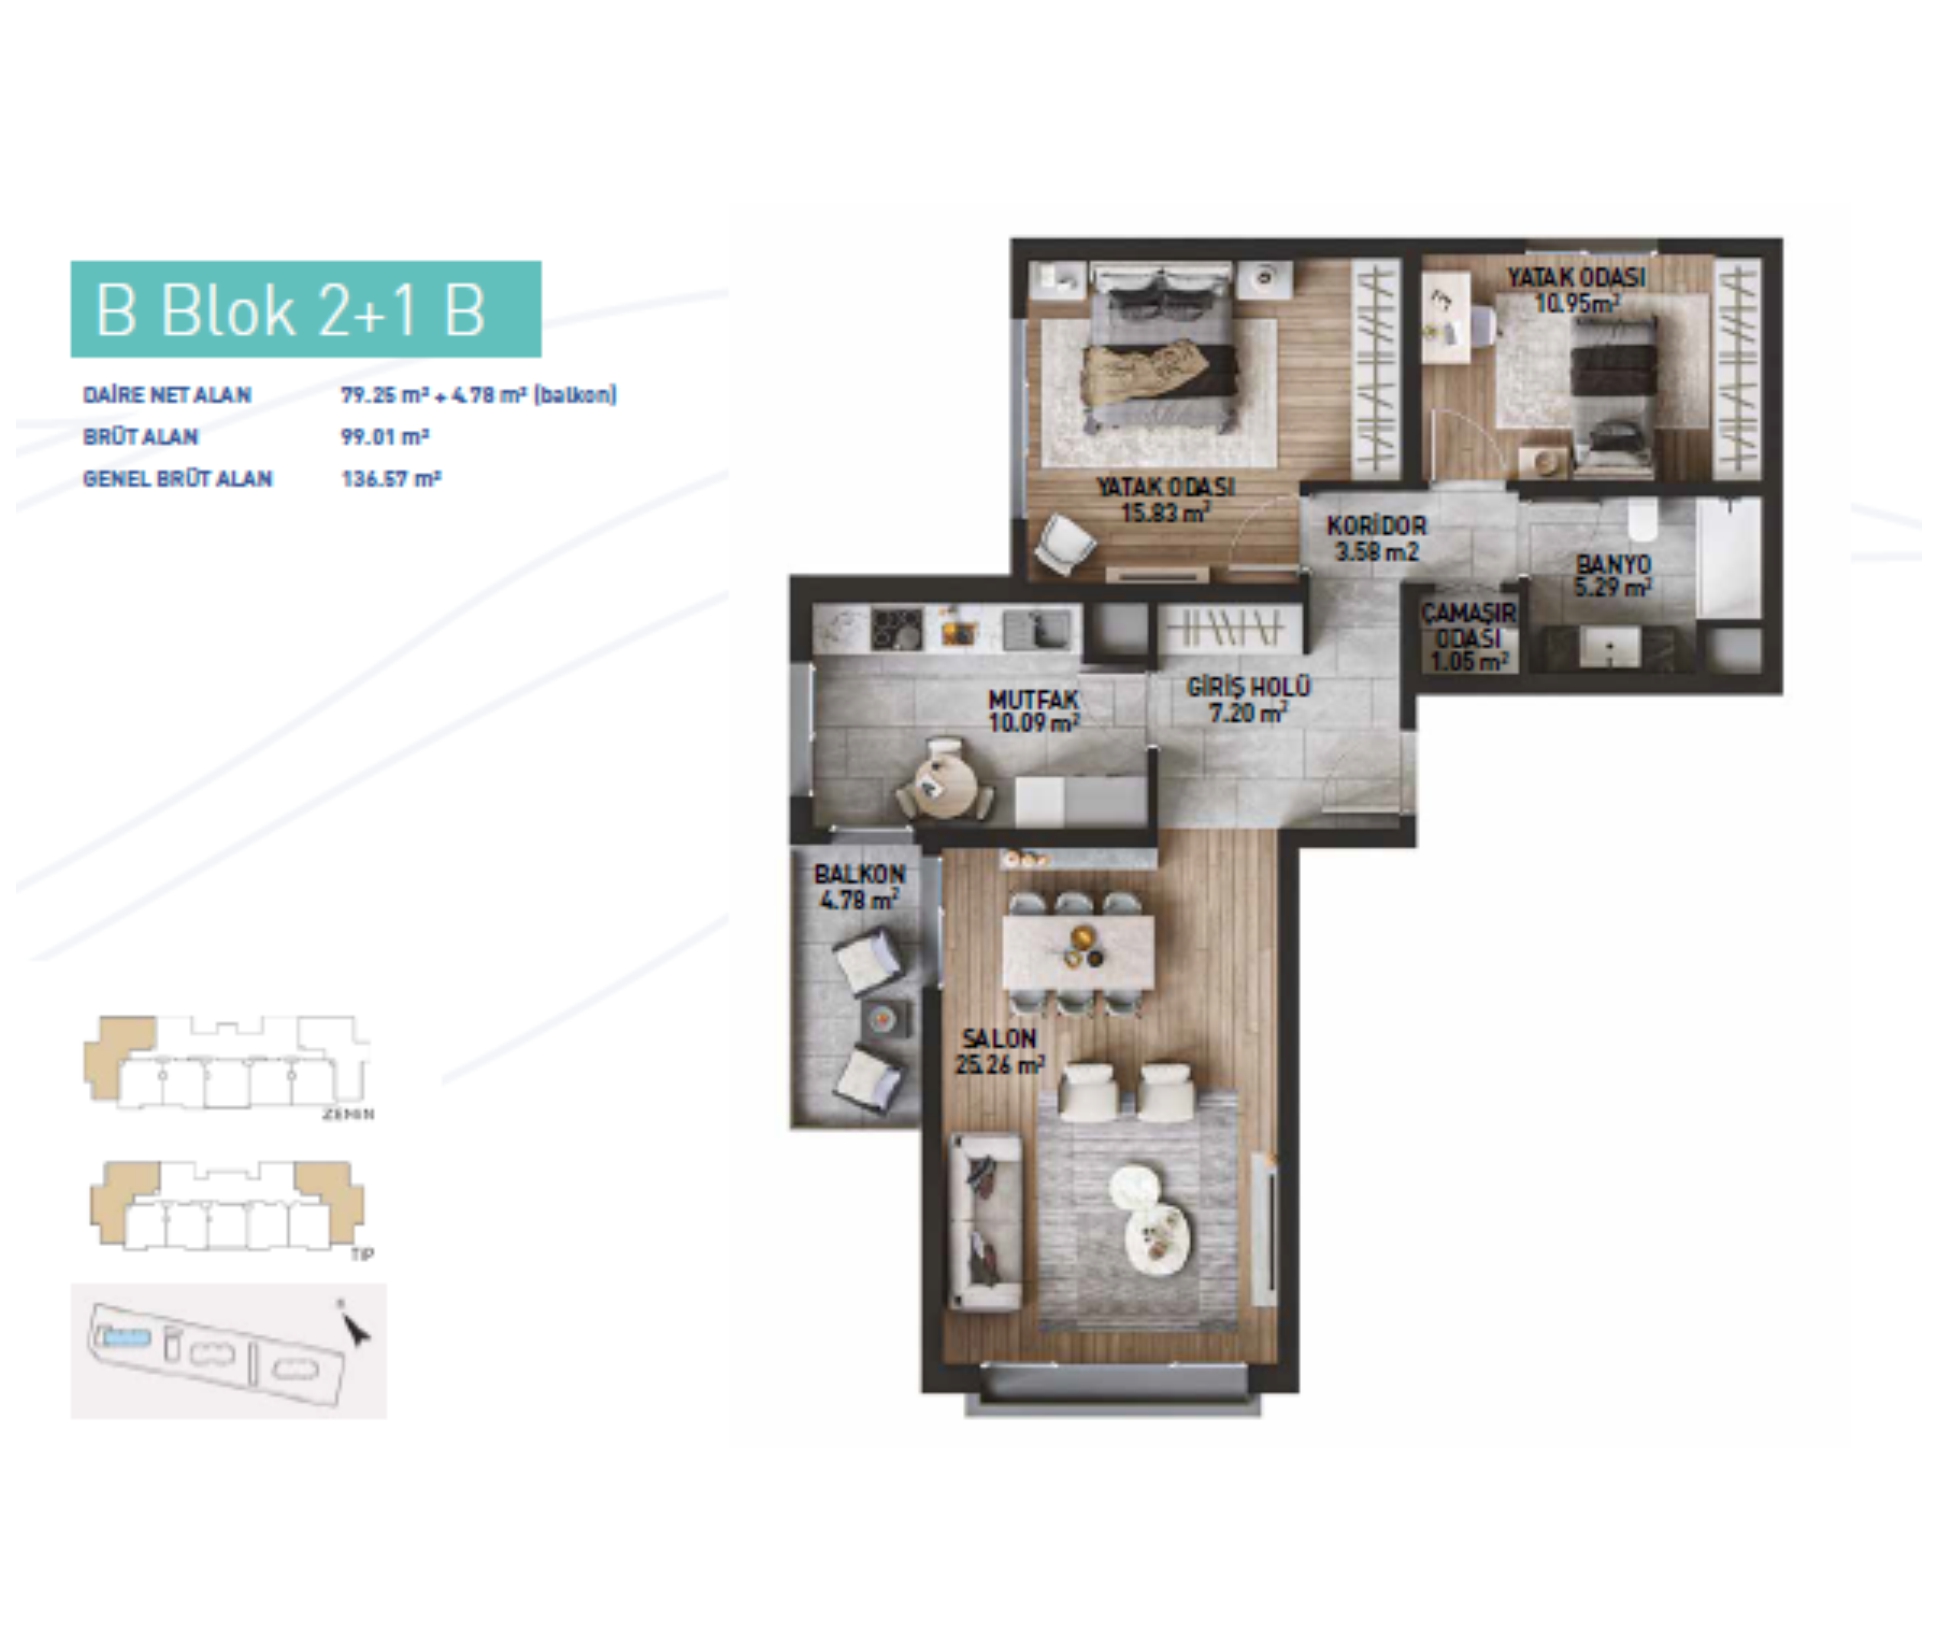 B Blok 2+1 B
DAİRE NET ALAN 79.25 m² + 4.78 m² (balkon)
BRÜT ALAN 99.01 m²
GENEL BRÜT ALAN 136.57 m²
YATAK ODASI
10.95m²
YATAK ODASI
15.83 m²
KORİDOR
3.58 m2
BANYO
5.29 m²
ÇAMAŞIR
ODASI
1.05 m²
MUTFAK
10.09 m²
GİRİŞ HOLÜ
7.20 m²
BALKON
4.78 m²
SALON
25.26 m²
ZEMİN
TİP